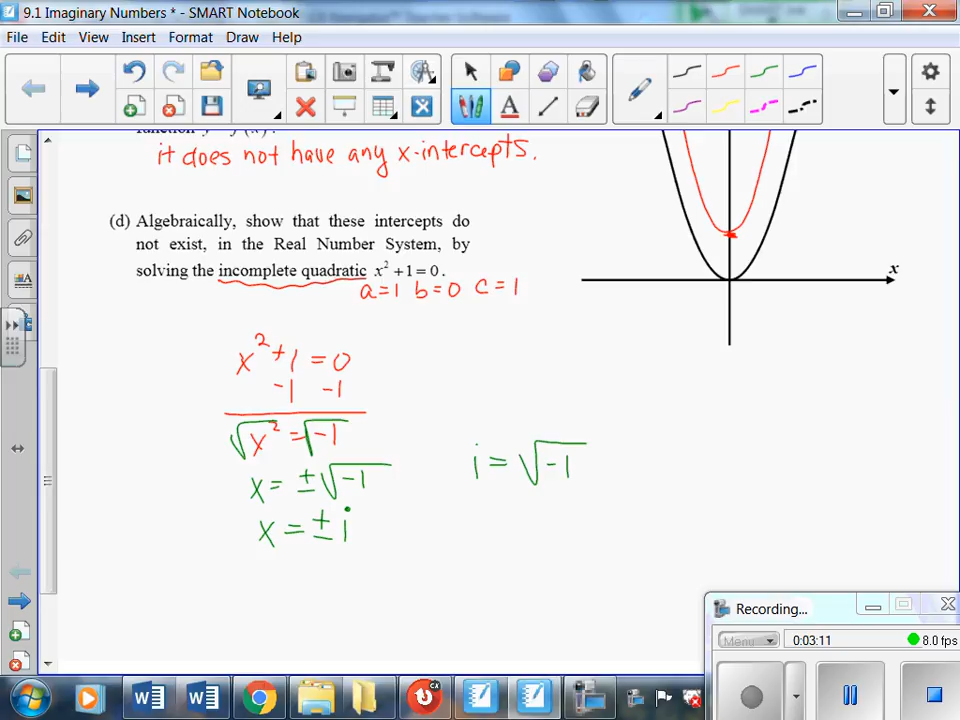 9.1 Imaginary Numbers * - SMART Notebook
File Edit View Insert Format Draw Help
it does not have any x-intercepts.
(d) Algebraically, show that these intercepts do
not exist, in the Real Number System, by
solving the incomplete quadratic x² + 1 = 0.
a=1 b=0 c=1
x
x² + 1 = 0
-1 -1
√x² = √-1
x = ± √-1
i = √-1
x = ± i
Recording...
Menu
0:03:11
8.0 fps